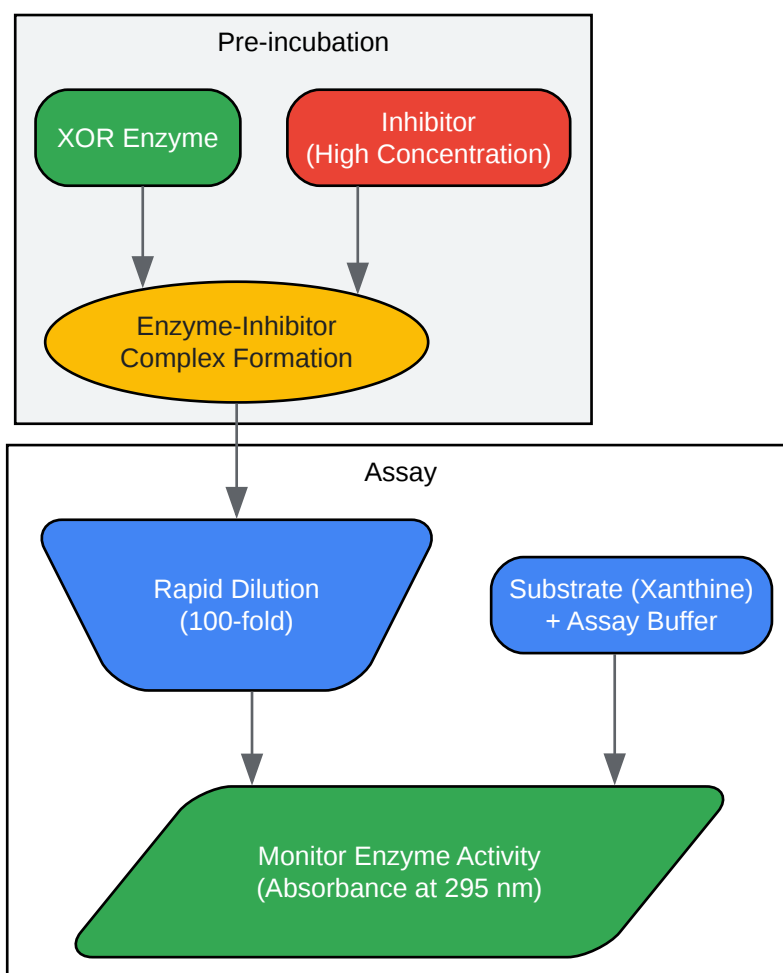 Pre-incubation
XOR Enzyme
Inhibitor
(High Concentration)
Enzyme-Inhibitor
Complex Formation
Assay
Rapid Dilution
(100-fold)
Substrate (Xanthine)
+ Assay Buffer
Monitor Enzyme Activity
(Absorbance at 295 nm)